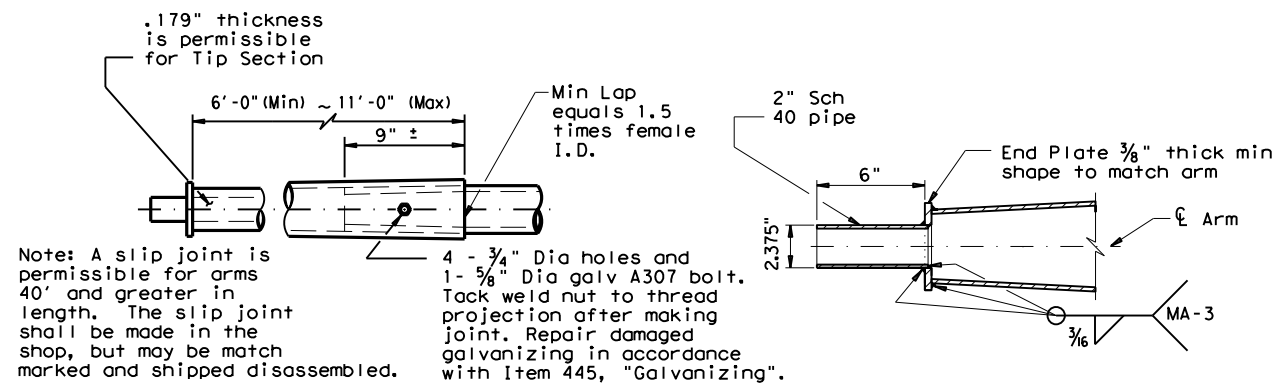 .179" thickness
is permissible
for Tip Section
6'-0"(Min) ~ 11'-0" (Max)
9" ±
Min Lap
equals 1.5
times female
I.D.
Note: A slip joint is
permissible for arms
40' and greater in
length. The slip joint
shall be made in the
shop, but may be match
marked and shipped disassembled.
4 - 3/4" Dia holes and
1- 5/8" Dia galv A307 bolt.
Tack weld nut to thread
projection after making
joint. Repair damaged
galvanizing in accordance
with Item 445, "Galvanizing".
2" Sch
40 pipe
6"
2.375"
End Plate 3/8" thick min
shape to match arm
℄ Arm
3/16
MA-3